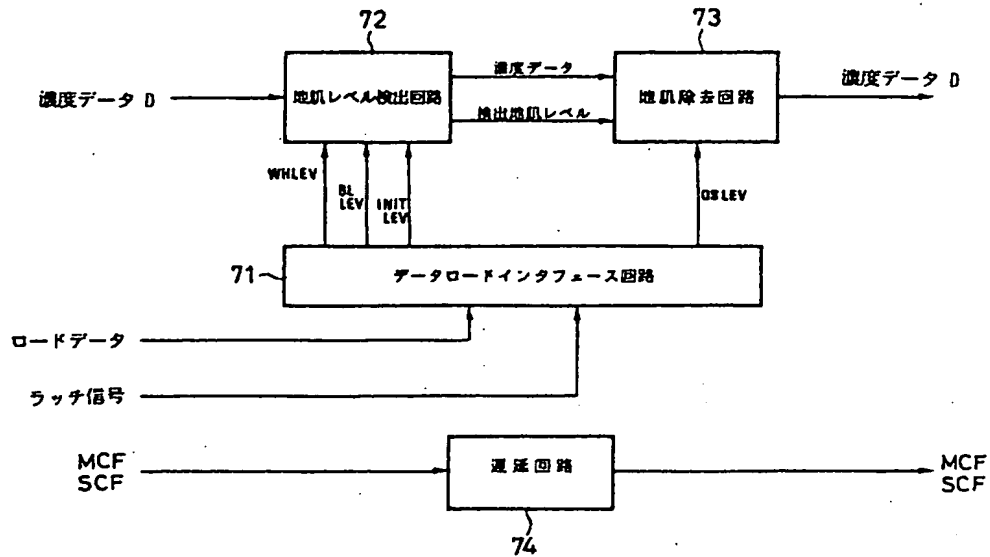 72
73
濃度データ D
地肌レベル検出回路
濃度データ
検出地肌レベル
地肌除去回路
濃度データ D
WHLEV
BL
LEV
INIT
LEV
OSLEV
71
データロードインタフェース回路
ロードデータ
ラッチ信号
MCF
SCF
遅延回路
MCF
SCF
74